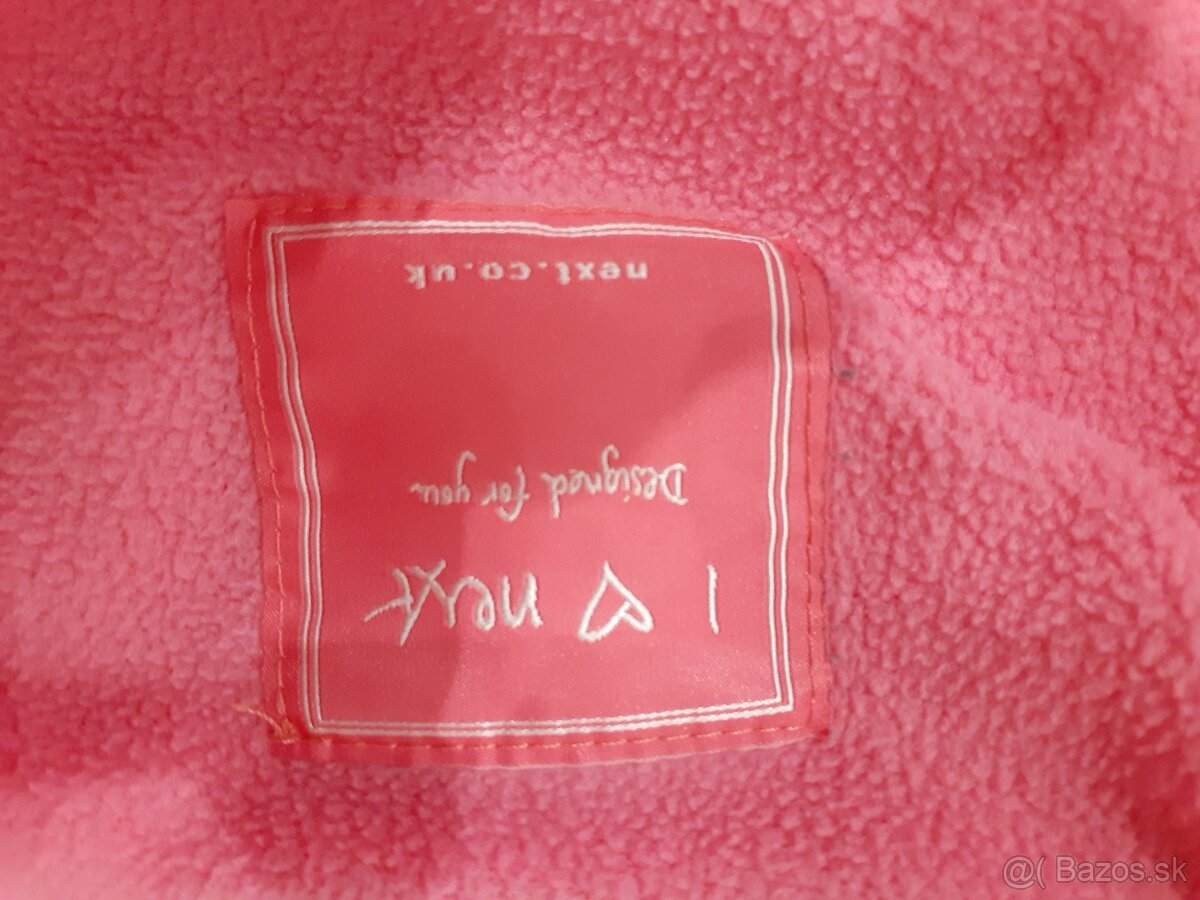 I ♡ next
Designed for you
next.co.uk
@( Bazos.sk